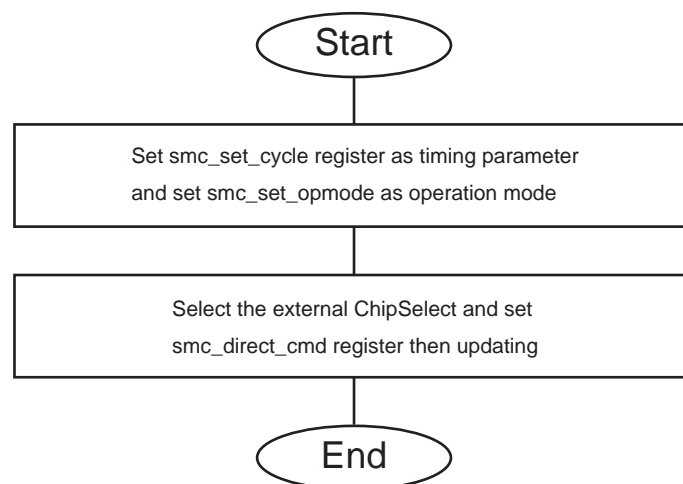 Start
Set smc_set_cycle register as timing parameter
and set smc_set_opmode as operation mode
Select the external ChipSelect and set
smc_direct_cmd register then updating
End